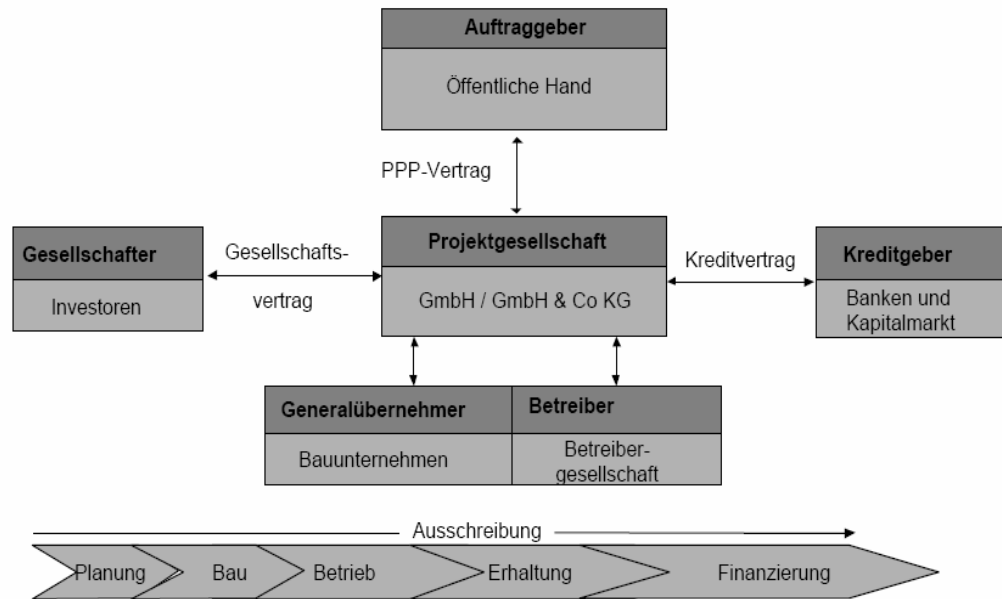 Auftraggeber
Öffentliche Hand
PPP-Vertrag
Gesellschafter
Investoren
Gesellschafts-
vertrag
Projektgesellschaft
GmbH / GmbH & Co KG
Kreditvertrag
Kreditgeber
Banken und
Kapitalmarkt
Generalübernehmer
Bauunternehmen
Betreiber
Betreiber-
gesellschaft
Ausschreibung
Planung
Bau
Betrieb
Erhaltung
Finanzierung